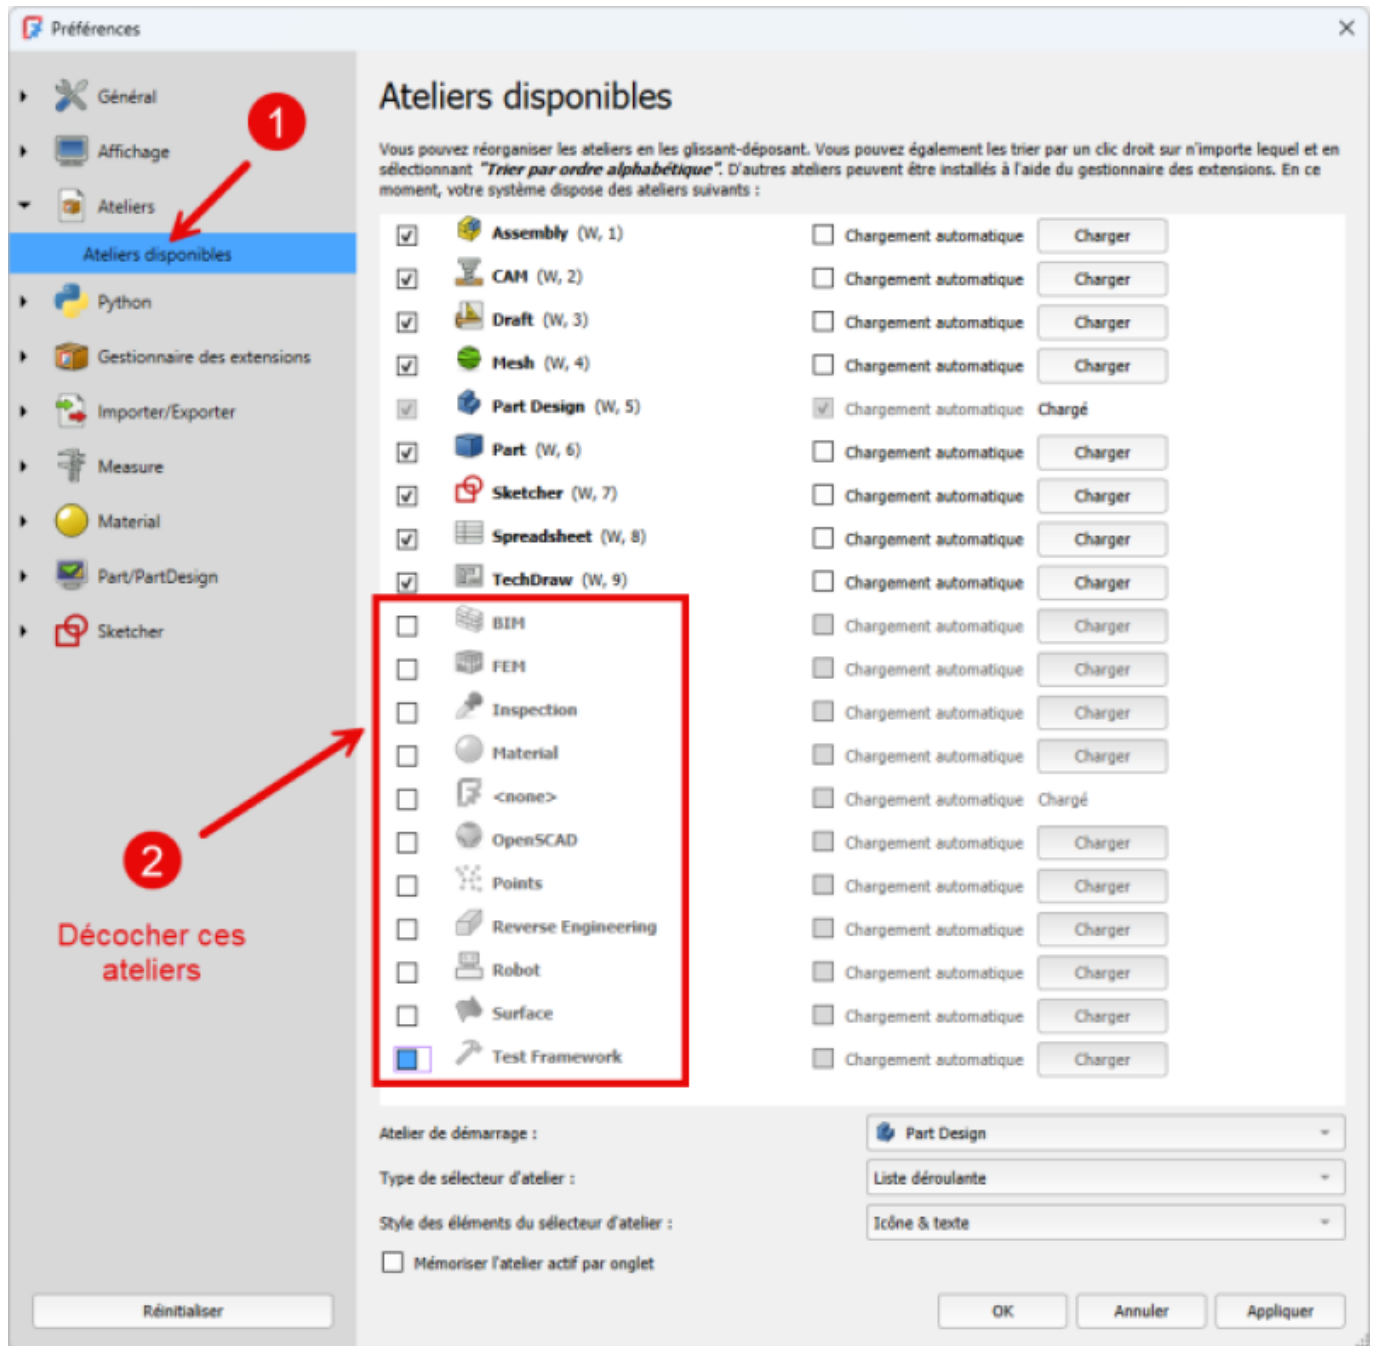 Préférences
Général
Affichage
Ateliers
Ateliers disponibles
Python
Gestionnaire des extensions
Importer/Exporter
Measure
Material
Part/PartDesign
Sketcher
1
2
Décocher ces
ateliers
Réinitialiser
Ateliers disponibles
Vous pouvez réorganiser les ateliers en les glissant-déposant. Vous pouvez également les trier par un clic droit sur n'importe lequel et en
sélectionnant "Trier par ordre alphabétique". D'autres ateliers peuvent être installés à l'aide du gestionnaire des extensions. En ce
moment, votre système dispose des ateliers suivants :
Assembly (W, 1) Chargement automatique Charger
CAM (W, 2) Chargement automatique Charger
Draft (W, 3) Chargement automatique Charger
Mesh (W, 4) Chargement automatique Charger
Part Design (W, 5) Chargement automatique Chargé
Part (W, 6) Chargement automatique Charger
Sketcher (W, 7) Chargement automatique Charger
Spreadsheet (W, 8) Chargement automatique Charger
TechDraw (W, 9) Chargement automatique Charger
BIM Chargement automatique Charger
FEM Chargement automatique Charger
Inspection Chargement automatique Charger
Material Chargement automatique Charger
<none> Chargement automatique Chargé
OpenSCAD Chargement automatique Charger
Points Chargement automatique Charger
Reverse Engineering Chargement automatique Charger
Robot Chargement automatique Charger
Surface Chargement automatique Charger
Test Framework Chargement automatique Charger
Atelier de démarrage : Part Design
Type de sélecteur d'atelier : Liste déroulante
Style des éléments du sélecteur d'atelier : Icône & texte
Mémoriser l'atelier actif par onglet
OK Annuler Appliquer